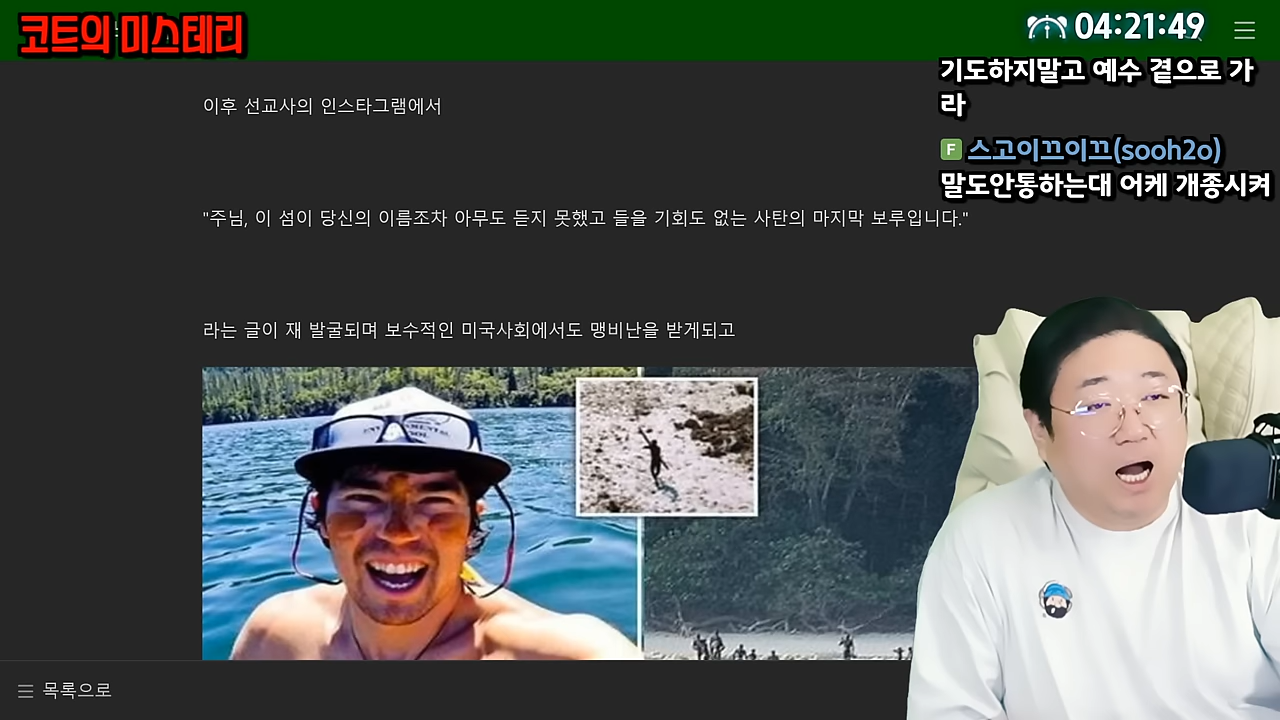 코트의 미스테리
04:21:49
기도하지말고 예수 곁으로 가
라
F 스고이끄이끄(sooh2o)
말도안통하는대 어케 개종시켜
이후 선교사의 인스타그램에서
"주님, 이 섬이 당신의 이름조차 아무도 듣지 못했고 들을 기회도 없는 사탄의 마지막 보루입니다."
라는 글이 재 발굴되며 보수적인 미국사회에서도 맹비난을 받게되고
목록으로